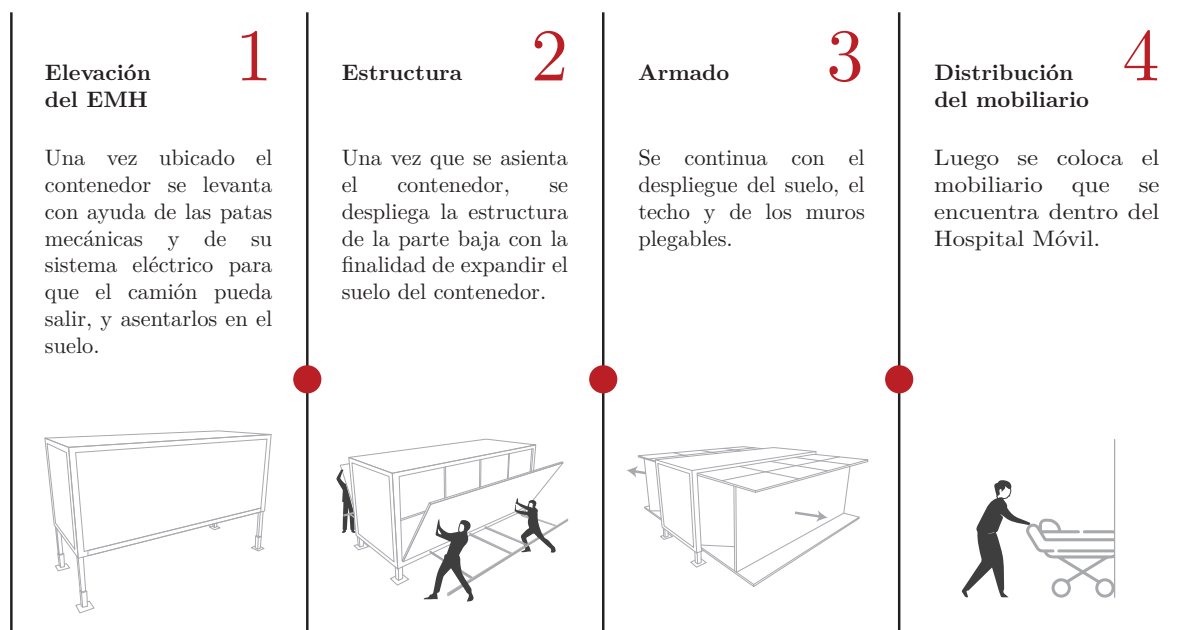 1
Elevación
del EMH
Una vez ubicado el
contenedor se levanta
con ayuda de las patas
mecánicas y de su
sistema eléctrico para
que el camión pueda
salir, y asentarlos en el
suelo.
2
Estructura
Una vez que se asienta
el contenedor, se
despliega la estructura
de la parte baja con la
finalidad de expandir el
suelo del contenedor.
3
Armado
Se continua con el
despliegue del suelo, el
techo y de los muros
plegables.
4
Distribución
del mobiliario
Luego se coloca el
mobiliario que se
encuentra dentro del
Hospital Móvil.